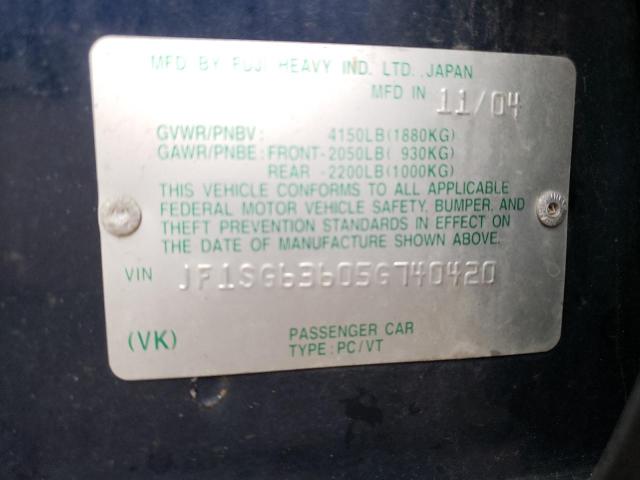 MFD BY FUJI HEAVY IND. LTD., JAPAN
MFD IN 11/04
GVWR/PNBV: 4150LB(1880KG)
GAWR/PNBE: FRONT-2050LB( 930KG)
REAR -2200LB(1000KG)
THIS VEHICLE CONFORMS TO ALL APPLICABLE
FEDERAL MOTOR VEHICLE SAFETY, BUMPER, AND
THEFT PREVENTION STANDARDS IN EFFECT ON
THE DATE OF MANUFACTURE SHOWN ABOVE.
VIN JF1SG63605G740420
(VK) PASSENGER CAR
TYPE: PC/VT